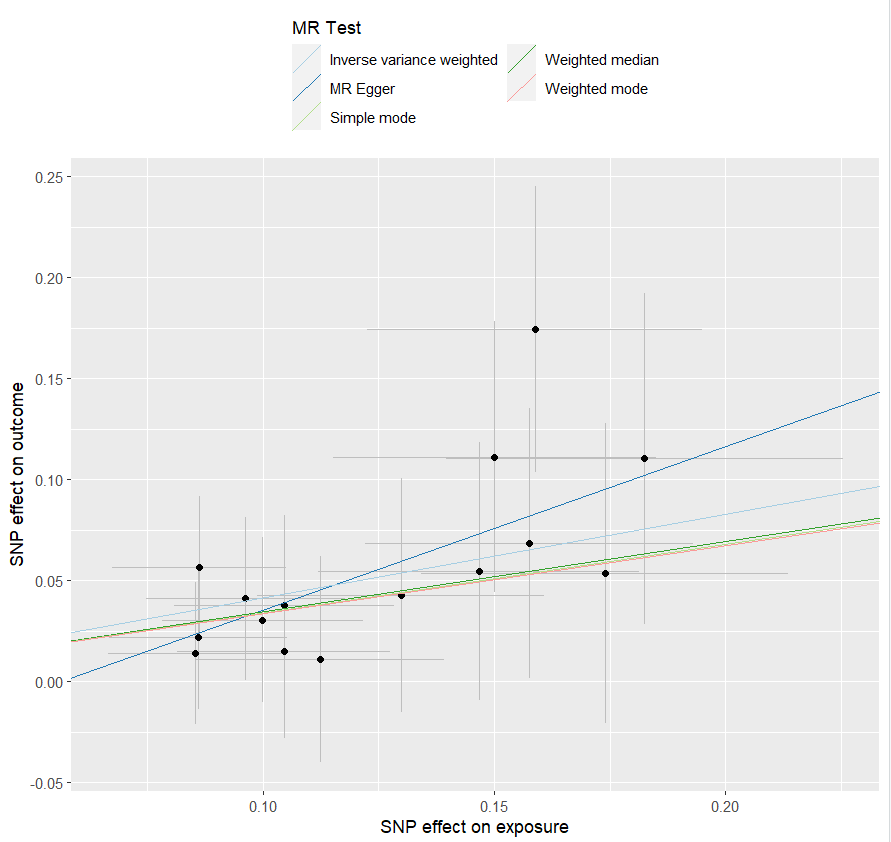 MR Test
Inverse variance weighted
Weighted median
MR Egger
Weighted mode
Simple mode
0.25
0.20
0.15
0.10
0.05
0.00
-0.05
SNP effect on outcome
0.10
0.15
0.20
SNP effect on exposure